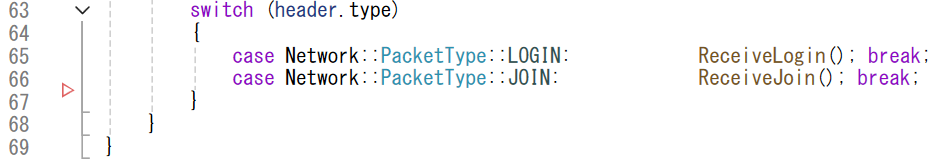 63 switch (header.type)
64 {
65 case Network::PacketType::LOGIN: ReceiveLogin(); break;
66 case Network::PacketType::JOIN: ReceiveJoin(); break;
67 }
68 }
69 }